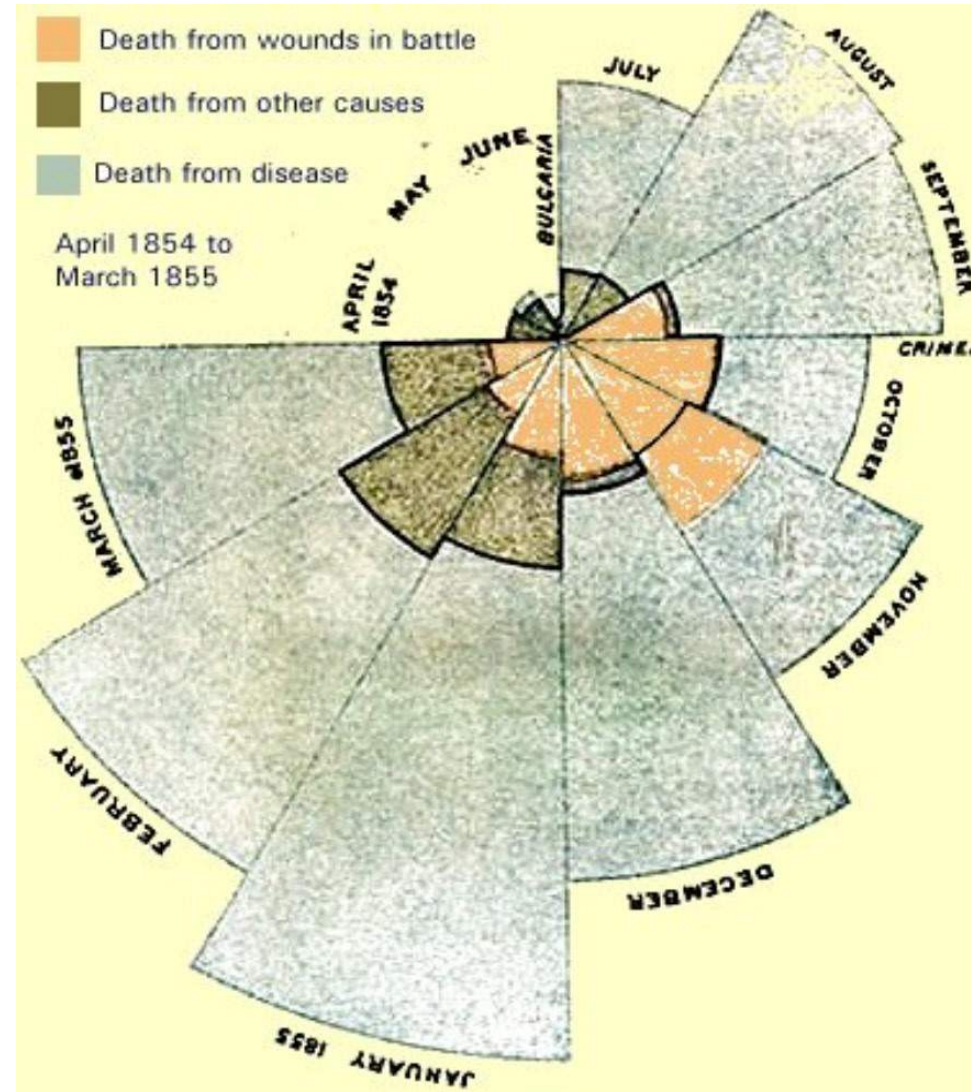 Death from wounds in battle
Death from other causes
Death from disease
April 1854 to
March 1855
APRIL
1854
MAY
JUNE
BULGARIA
JULY
AUGUST
SEPTEMBER
CRIMEA
OCTOBER
NOVEMBER
DECEMBER
JANUARY 1855
FEBRUARY
MARCH 1855